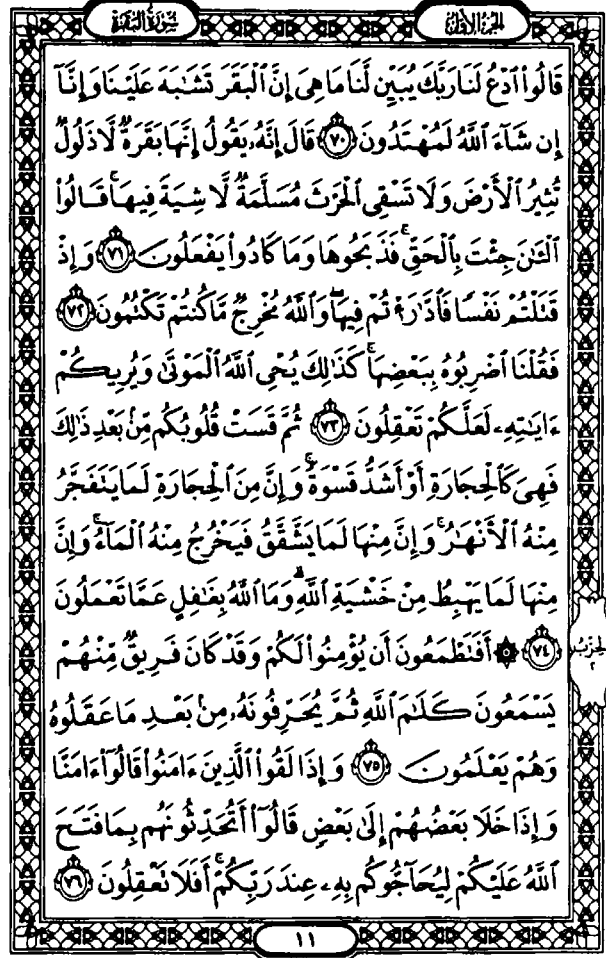 الجزء الأول
سورة البقرة
قَالُوا۟ ٱدْعُ لَنَا رَبَّكَ يُبَيِّن لَّنَا مَا هِىَ إِنَّ ٱلْبَقَرَ تَشَـٰبَهَ عَلَيْنَا وَإِنَّآ
إِن شَآءَ ٱللَّهُ لَمُهْتَدُونَ ٧٠ قَالَ إِنَّهُۥ يَقُولُ إِنَّهَا بَقَرَةٌ لَّا ذَلُولٌ
تُثِيرُ ٱلْأَرْضَ وَلَا تَسْقِى ٱلْحَرْثَ مُسَلَّمَةٌ لَّا شِيَةَ فِيهَا ۚ قَالُوا۟
ٱلْـَٔـٰنَ جِئْتَ بِٱلْحَقِّ ۚ فَذَبَحُوهَا وَمَا كَادُوا۟ يَفْعَلُونَ ٧١ وَإِذْ
قَتَلْتُمْ نَفْسًا فَٱدَّٰرَْٰٔتُمْ فِيهَا ۖ وَٱللَّهُ مُخْرِجٌ مَّا كُنتُمْ تَكْتُمُونَ ٧٢
فَقُلْنَا ٱضْرِبُوهُ بِبَعْضِهَا ۚ كَذَٰلِكَ يُحْىِ ٱللَّهُ ٱلْمَوْتَىٰ وَيُرِيكُمْ
ءَايَـٰتِهِۦ لَعَلَّكُمْ تَعْقِلُونَ ٧٣ ثُمَّ قَسَتْ قُلُوبُكُم مِّنۢ بَعْدِ ذَٰلِكَ
فَهِىَ كَٱلْحِجَارَةِ أَوْ أَشَدُّ قَسْوَةً ۚ وَإِنَّ مِنَ ٱلْحِجَارَةِ لَمَا يَتَفَجَّرُ
مِنْهُ ٱلْأَنْهَـٰرُ ۚ وَإِنَّ مِنْهَا لَمَا يَشَّقَّقُ فَيَخْرُجُ مِنْهُ ٱلْمَآءُ ۚ وَإِنَّ
مِنْهَا لَمَا يَهْبِطُ مِنْ خَشْيَةِ ٱللَّهِ ۗ وَمَا ٱللَّهُ بِغَـٰفِلٍ عَمَّا تَعْمَلُونَ
٧٤ ۞ أَفَتَطْمَعُونَ أَن يُؤْمِنُوا۟ لَكُمْ وَقَدْ كَانَ فَرِيقٌ مِّنْهُمْ
الحزب ٢
يَسْمَعُونَ كَلَـٰمَ ٱللَّهِ ثُمَّ يُحَرِّفُونَهُۥ مِنۢ بَعْدِ مَا عَقَلُوهُ
وَهُمْ يَعْلَمُونَ ٧٥ وَإِذَا لَقُوا۟ ٱلَّذِينَ ءَامَنُوا۟ قَالُوٓا۟ ءَامَنَّا
وَإِذَا خَلَا بَعْضُهُمْ إِلَىٰ بَعْضٍ قَالُوٓا۟ أَتُحَدِّثُونَهُم بِمَا فَتَحَ
ٱللَّهُ عَلَيْكُمْ لِيُحَآجُّوكُم بِهِۦ عِندَ رَبِّكُمْ ۚ أَفَلَا تَعْقِلُونَ ٧٦
١١